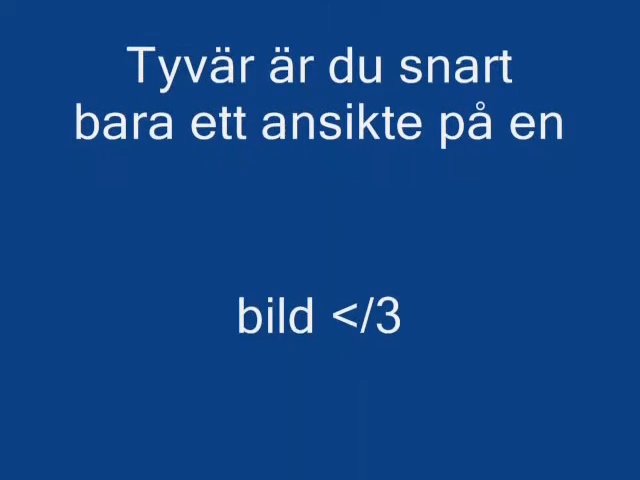 Tyvär är du snart
bara ett ansikte på en
bild </3